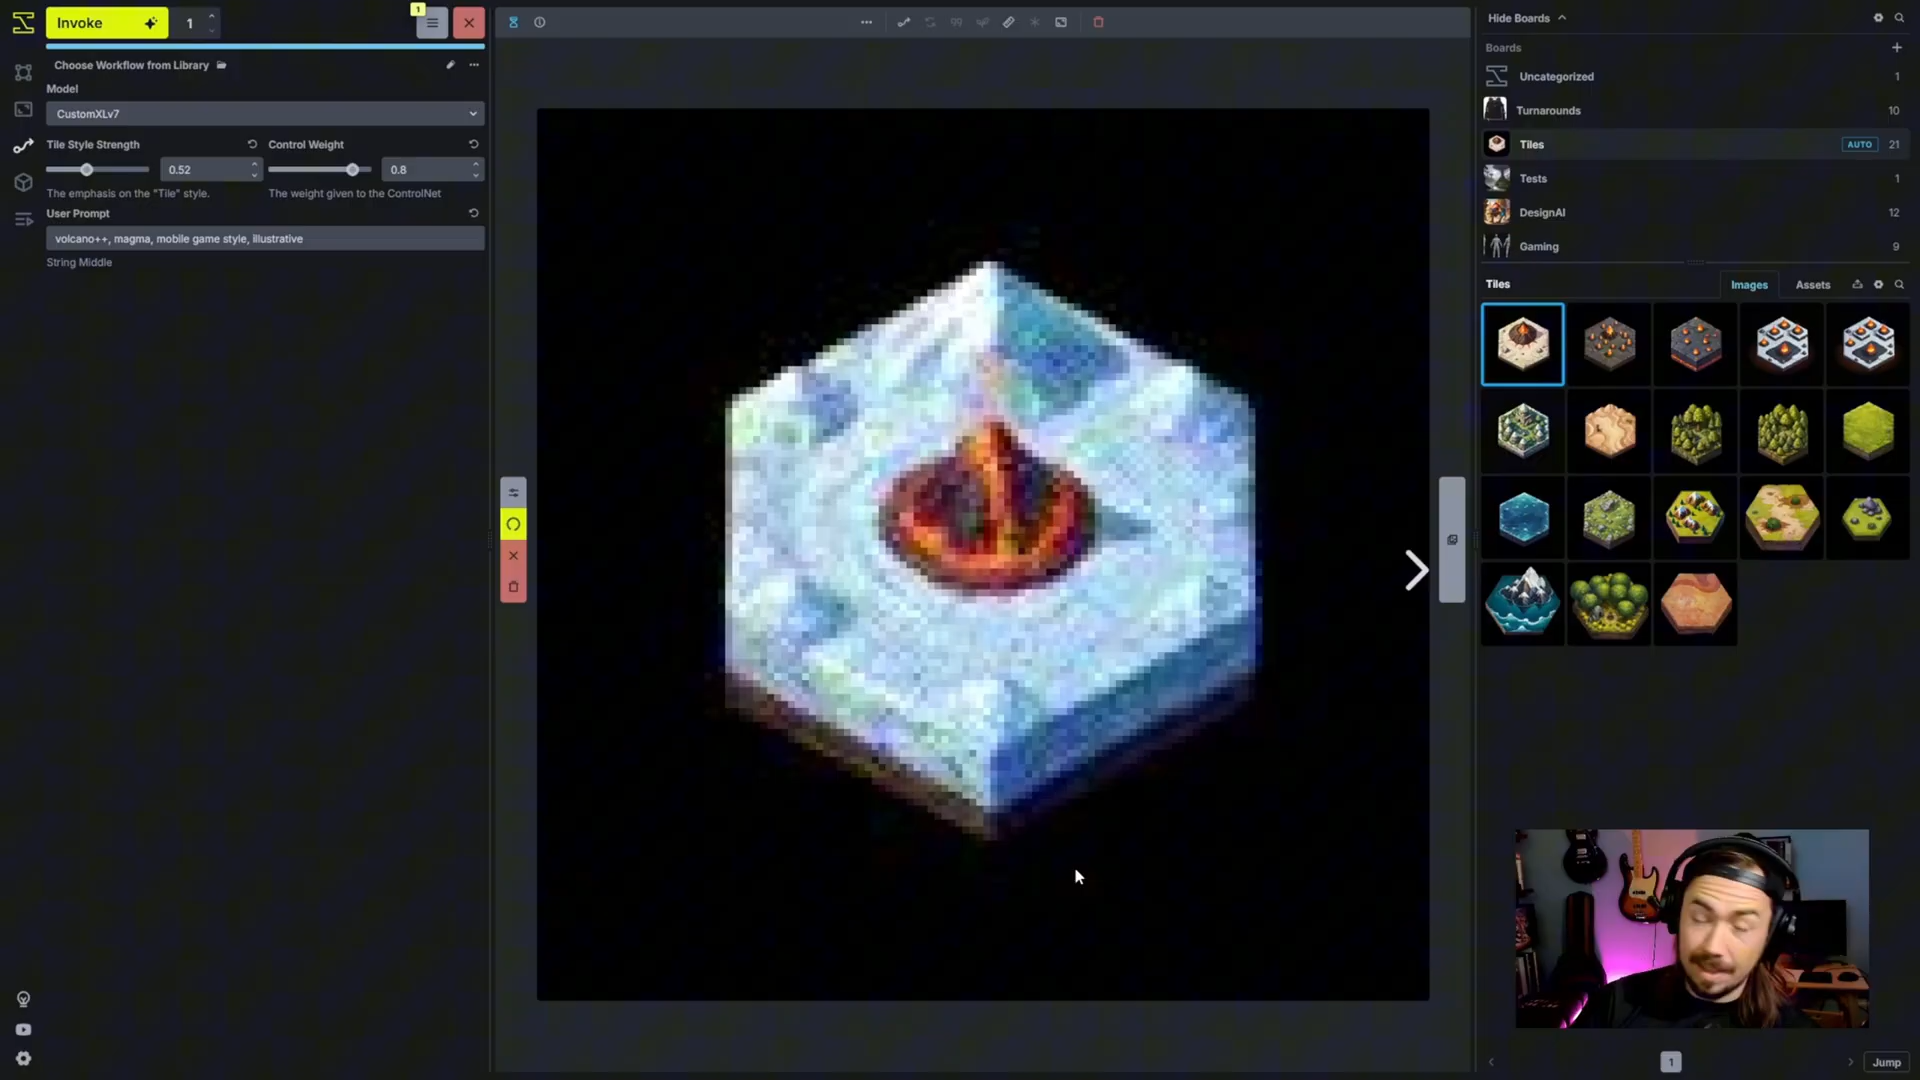 Invoke
1
1
Choose Workflow from Library
Model
CustomXLv7
Tile Style Strength
Control Weight
0.52
0.8
The emphasis on the "Tile" style.
The weight given to the ControlNet
User Prompt
volcano++, magma, mobile game style, illustrative
String Middle
Hide Boards
Boards
Uncategorized 1
Turnarounds 10
Tiles AUTO 21
Tests 1
DesignAI 12
Gaming 9
Tiles
Images
Assets
1
Jump